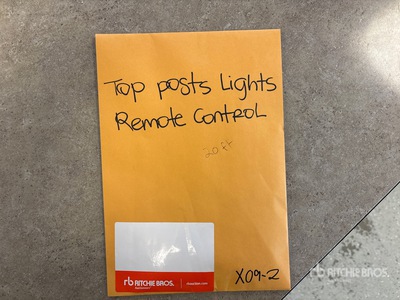 Top posts Lights
Remote Control
20 ft
rb RITCHIE BROS.
X09-2
rb RITCHIE BROS.